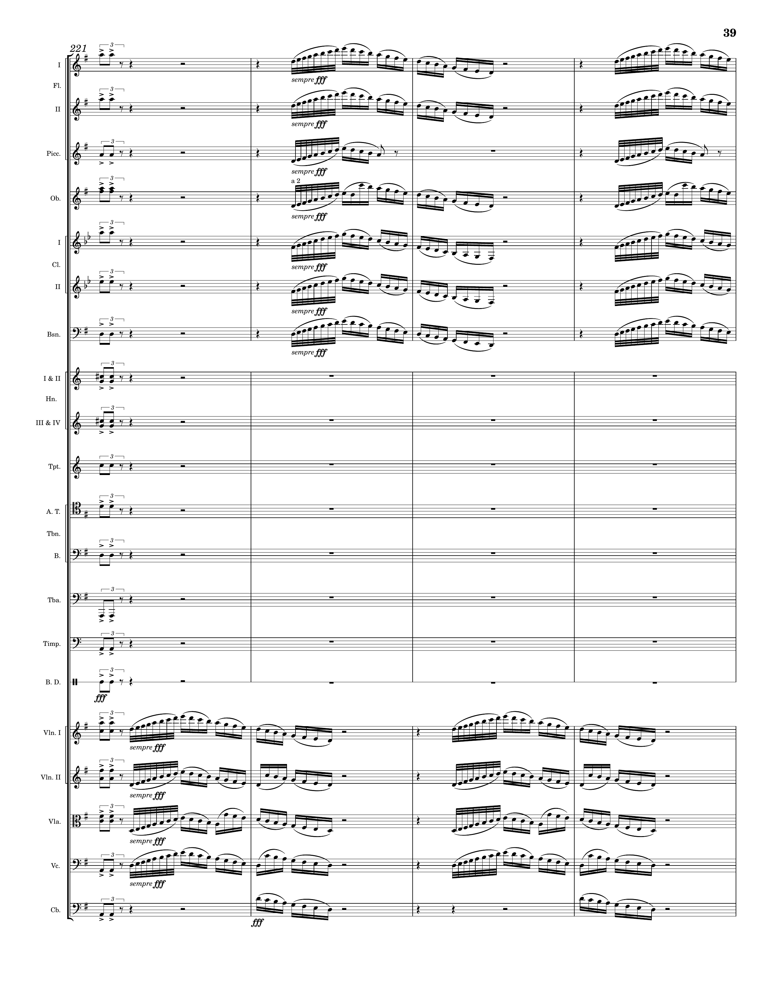 39
221
3
I
Fl.
sempre fff
3
II
sempre fff
3
Picc.
sempre fff
3
a 2
Ob.
sempre fff
3
I
Cl.
sempre fff
3
II
sempre fff
3
Bsn.
sempre fff
3
I & II
Hn.
3
III & IV
3
Tpt.
3
A. T.
Tbn.
3
B.
3
Tba.
3
Timp.
3
B. D.
fff
3
Vln. I
sempre fff
3
Vln. II
sempre fff
3
Vla.
sempre fff
3
Vc.
sempre fff
3
Cb.
fff